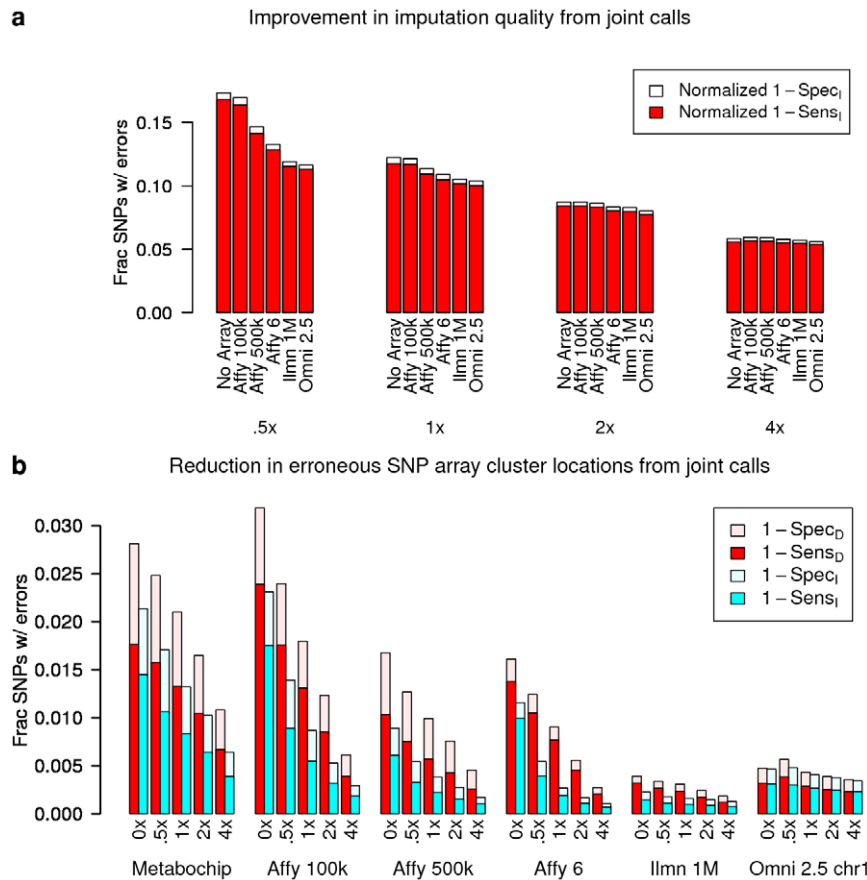 a
Improvement in imputation quality from joint calls
Normalized 1 − Spec_I
Normalized 1 − Sens_I
Frac SNPs w/ errors
0.15
0.10
0.05
0.00
No Array
Affy 100k
Affy 500k
Affy 6
Ilmn 1M
Omni 2.5
No Array
Affy 100k
Affy 500k
Affy 6
Ilmn 1M
Omni 2.5
No Array
Affy 100k
Affy 500k
Affy 6
Ilmn 1M
Omni 2.5
No Array
Affy 100k
Affy 500k
Affy 6
Ilmn 1M
Omni 2.5
.5x 1x 2x 4x
b
Reduction in erroneous SNP array cluster locations from joint calls
1 − Spec_D
1 − Sens_D
1 − Spec_I
1 − Sens_I
Frac SNPs w/ errors
0.030
0.025
0.020
0.015
0.010
0.005
0.000
0x .5x 1x 2x 4x 0x .5x 1x 2x 4x 0x .5x 1x 2x 4x 0x .5x 1x 2x 4x 0x .5x 1x 2x 4x 0x .5x 1x 2x 4x
Metabochip Affy 100k Affy 500k Affy 6 Ilmn 1M Omni 2.5 chr1